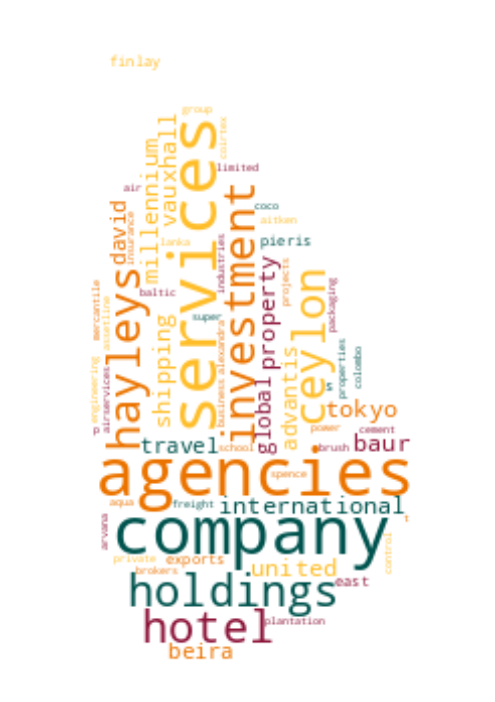 finlay
group
services
coirtex
vauxhall
millennium
limited
air
david
insurance
investment
coco
aitken
lanka
industries
pieris
hayleys
property
projects
ceylon
packaging
mercantile
assetline
baltic
super
shipping
business
alexandra
global
advantis
properties
colombo
engineering
airservices
p
s
tokyo
power
cement
travel
school
brush
baur
agencies
spence
aqua
freight
international
t
arvana
company
control
private
exports
brokers
united
east
holdings
hotel
plantation
beira